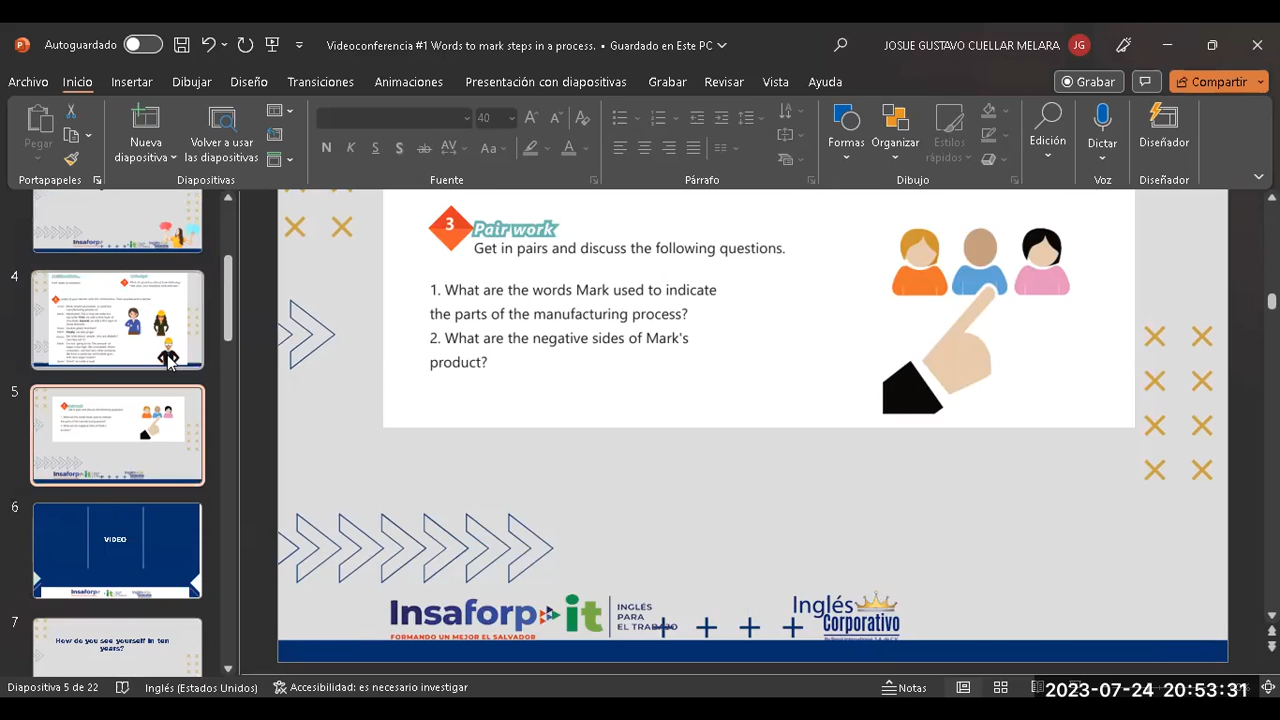 Autoguardado
Videoconferencia #1 Words to mark steps in a process. • Guardado en Este PC
JOSUE GUSTAVO CUELLAR MELARA JG
Archivo Inicio Insertar Dibujar Diseño Transiciones Animaciones Presentación con diapositivas Grabar Revisar Vista Ayuda
Grabar Compartir
Pegar
Nueva diapositiva
Volver a usar las diapositivas
40
N K S S ab AV Aa A
Formas Organizar Estilos rápidos
Edición Dictar Diseñador
Portapapeles Diapositivas Fuente Párrafo Dibujo Voz Diseñador
4
5
6
VIDEO
7
How do you see yourself in ten
years?
3 Pair work
Get in pairs and discuss the following questions.
1. What are the words Mark used to indicate
the parts of the manufacturing process?
2. What are the negative sides of Mark's
product?
Insaforp it
FORMANDO UN MEJOR EL SALVADOR
INGLÉS
PARA
EL TRABAJO
Inglés
Corporativo
Diapositiva 5 de 22 Inglés (Estados Unidos) Accesibilidad: es necesario investigar Notas
2023-07-24 20:53:31